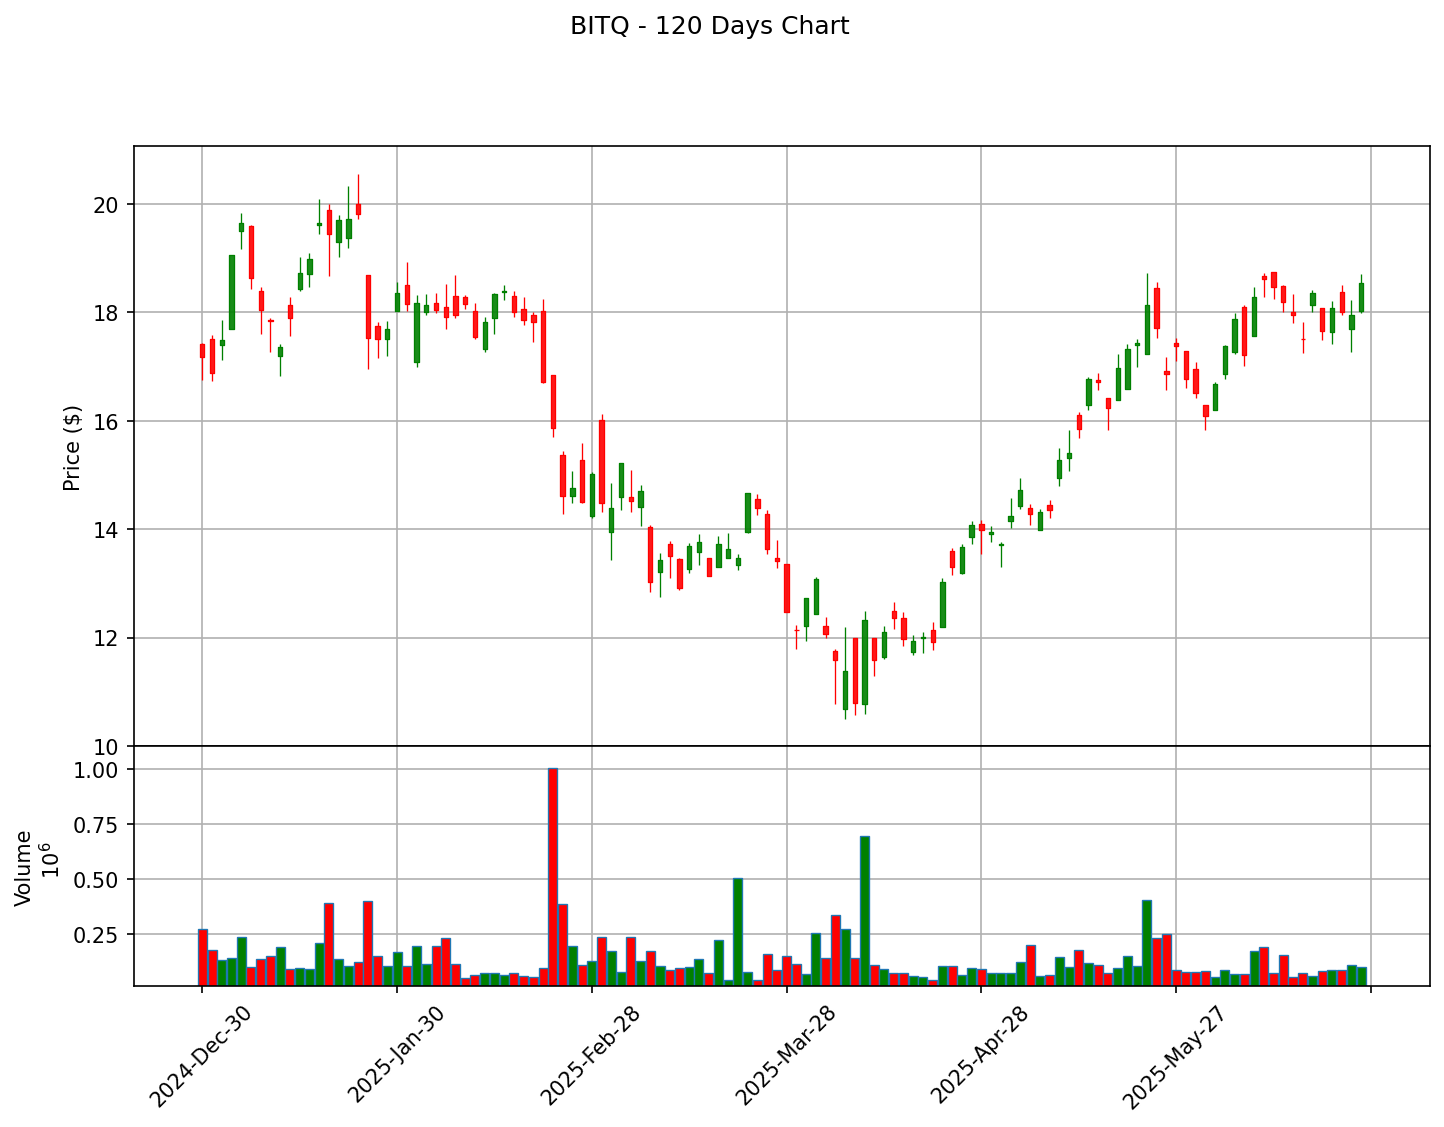 BITQ - 120 Days Chart
Price ($)
20
18
16
14
12
10
Volume
10⁶
1.00
0.75
0.50
0.25
2024-Dec-30
2025-Jan-30
2025-Feb-28
2025-Mar-28
2025-Apr-28
2025-May-27